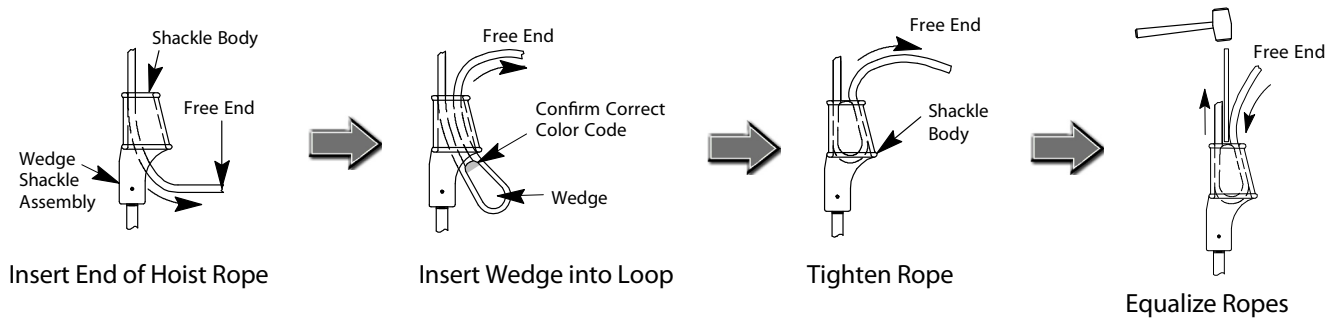 Shackle Body
Free End
Wedge
Shackle
Assembly
Insert End of Hoist Rope
Free End
Confirm Correct
Color Code
Wedge
Insert Wedge into Loop
Free End
Shackle
Body
Tighten Rope
Free End
Equalize Ropes